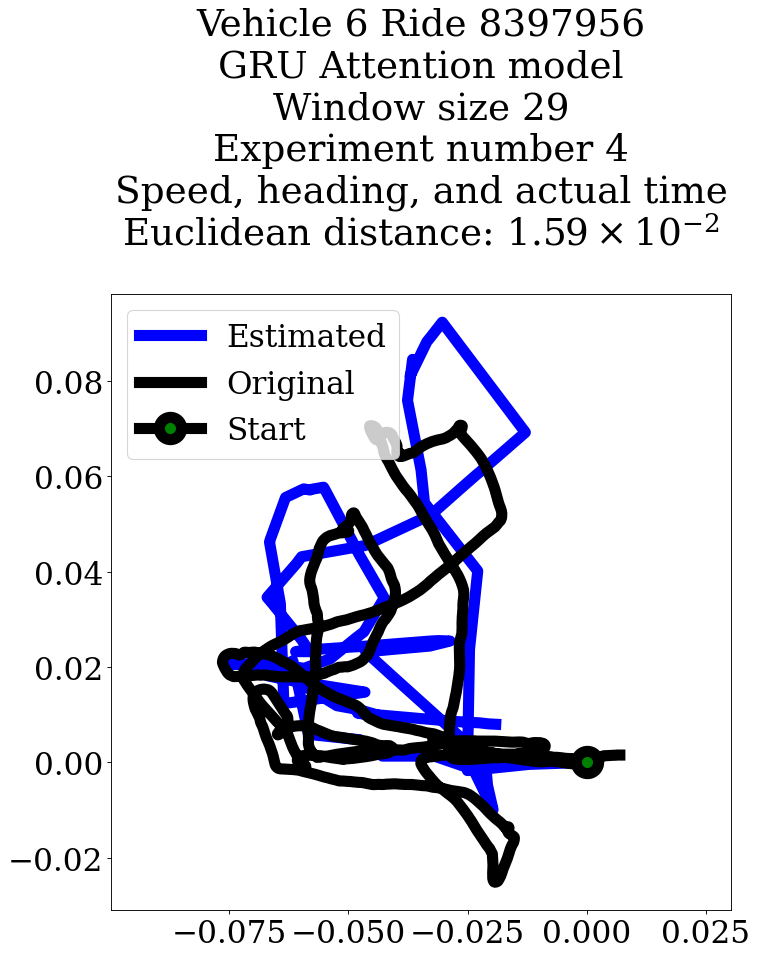 Vehicle 6 Ride 8397956
GRU Attention model
Window size 29
Experiment number 4
Speed, heading, and actual time
Euclidean distance: 1.59 × 10⁻²
Estimated
Original
Start
0.08
0.06
0.04
0.02
0.00
−0.02
−0.075 −0.050 −0.025 0.000 0.025